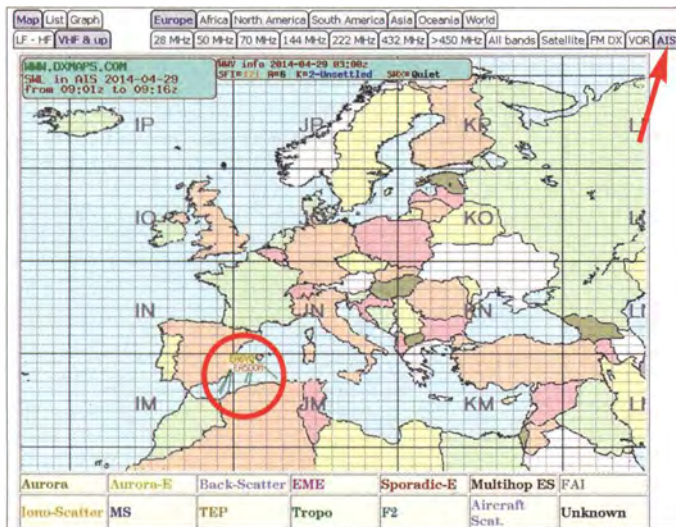 Map List Graph Europe Africa North America South America Asia Oceania World
LF - HF VHF & up 28 MHz 50 MHz 70 MHz 144 MHz 222 MHz 432 MHz >450 MHz All bands Satellite FM DX VOR AIS
WWW.DXMAPS.COM
SWL in AIS 2014-04-29
from 09:01z to 09:16z
WWV info 2014-04-29 03:00z
SFI= A=6 K=2-Unsettled SWX=Quiet
IP JP KP
IO JO KO
IN JN KN LN
IM JM KM
Aurora Aurora-E Back-Scatter EME Sporadic-E Multihop ES FAI
Iono-Scatter MS TEP Tropo F2 Aircraft Scat. Unknown